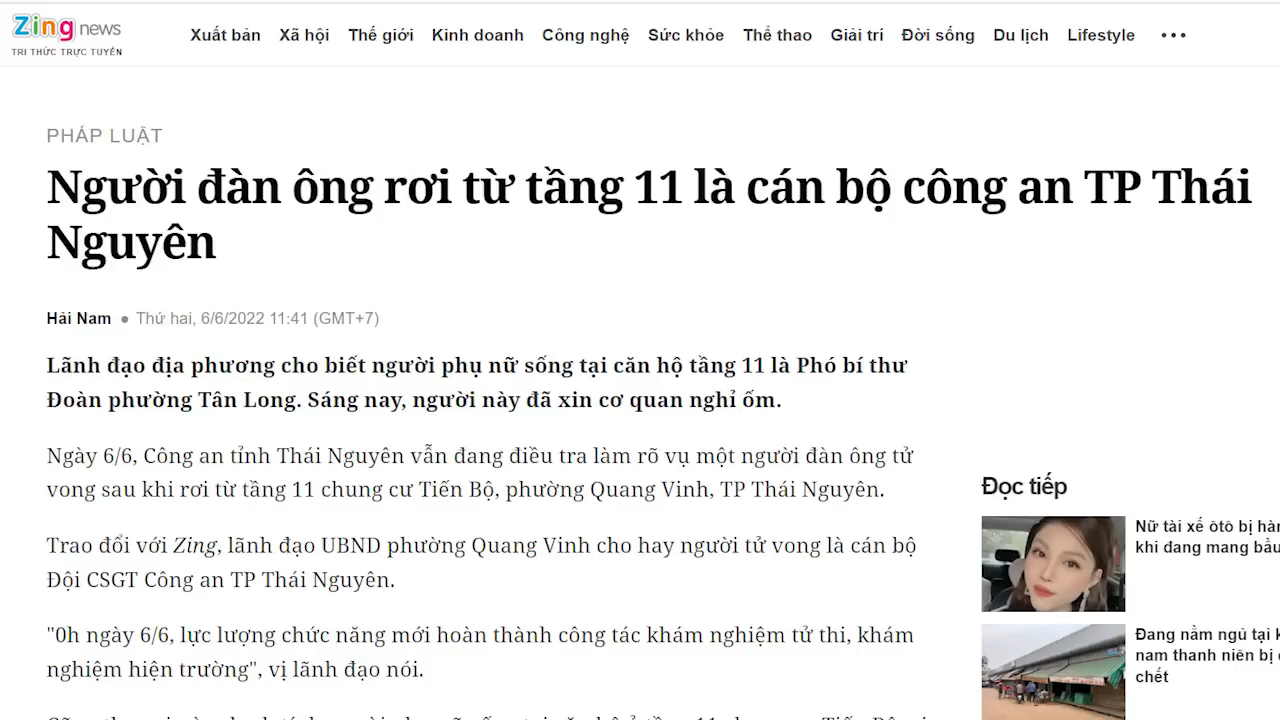 Zing news
TRI THỨC TRỰC TUYẾN
Xuất bản Xã hội Thế giới Kinh doanh Công nghệ Sức khỏe Thể thao Giải trí Đời sống Du lịch Lifestyle
PHÁP LUẬT
Người đàn ông rơi từ tầng 11 là cán bộ công an TP Thái
Nguyên
Hải Nam ● Thứ hai, 6/6/2022 11:41 (GMT+7)
Lãnh đạo địa phương cho biết người phụ nữ sống tại căn hộ tầng 11 là Phó bí thư
Đoàn phường Tân Long. Sáng nay, người này đã xin cơ quan nghỉ ốm.
Ngày 6/6, Công an tỉnh Thái Nguyên vẫn đang điều tra làm rõ vụ một người đàn ông tử
vong sau khi rơi từ tầng 11 chung cư Tiến Bộ, phường Quang Vinh, TP Thái Nguyên.
Trao đổi với Zing, lãnh đạo UBND phường Quang Vinh cho hay người tử vong là cán bộ
Đội CSGT Công an TP Thái Nguyên.
"0h ngày 6/6, lực lượng chức năng mới hoàn thành công tác khám nghiệm tử thi, khám
nghiệm hiện trường", vị lãnh đạo nói.
Đọc tiếp
Nữ tài xế ôtô bị hàn
khi đang mang bầu
Đang nằm ngủ tại k
nam thanh niên bị
chết